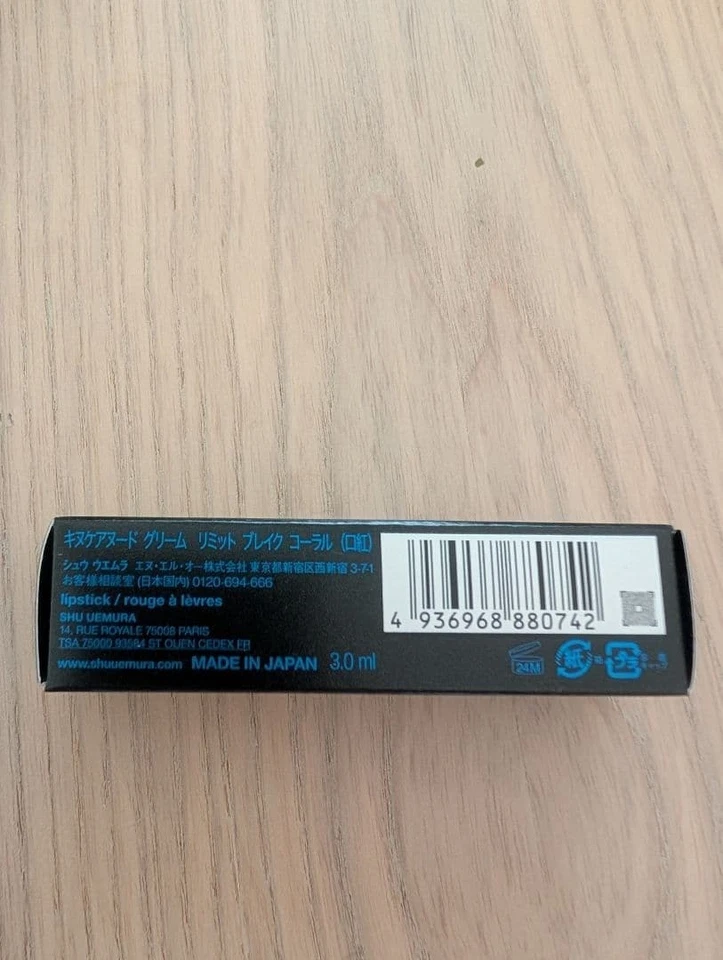 キヌケアヌード グリーム リミット ブレイク コーラル (口紅)
シュウ ウエムラ エヌ・エル・オー株式会社 東京都新宿区西新宿 3-7-1
お客様相談室 (日本国内) 0120-694-666
lipstick / rouge à lèvres
SHU UEMURA
14, RUE ROYALE 75008 PARIS
TSA 75000 93584 ST OUEN CEDEX FR
www.shuuemura.com MADE IN JAPAN 3.0 ml
4 936968 880742
24M
紙
プラ
キャップ